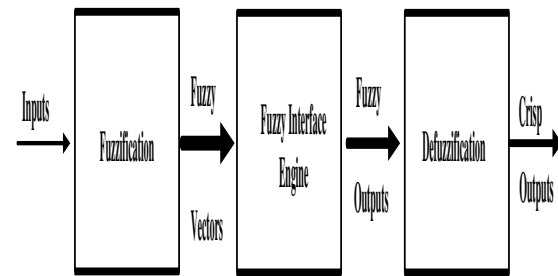 Inputs
Fuzzification
Fuzzy
Vectors
Fuzzy Interface
Engine
Fuzzy
Outputs
Defuzzification
Crisp
Outputs